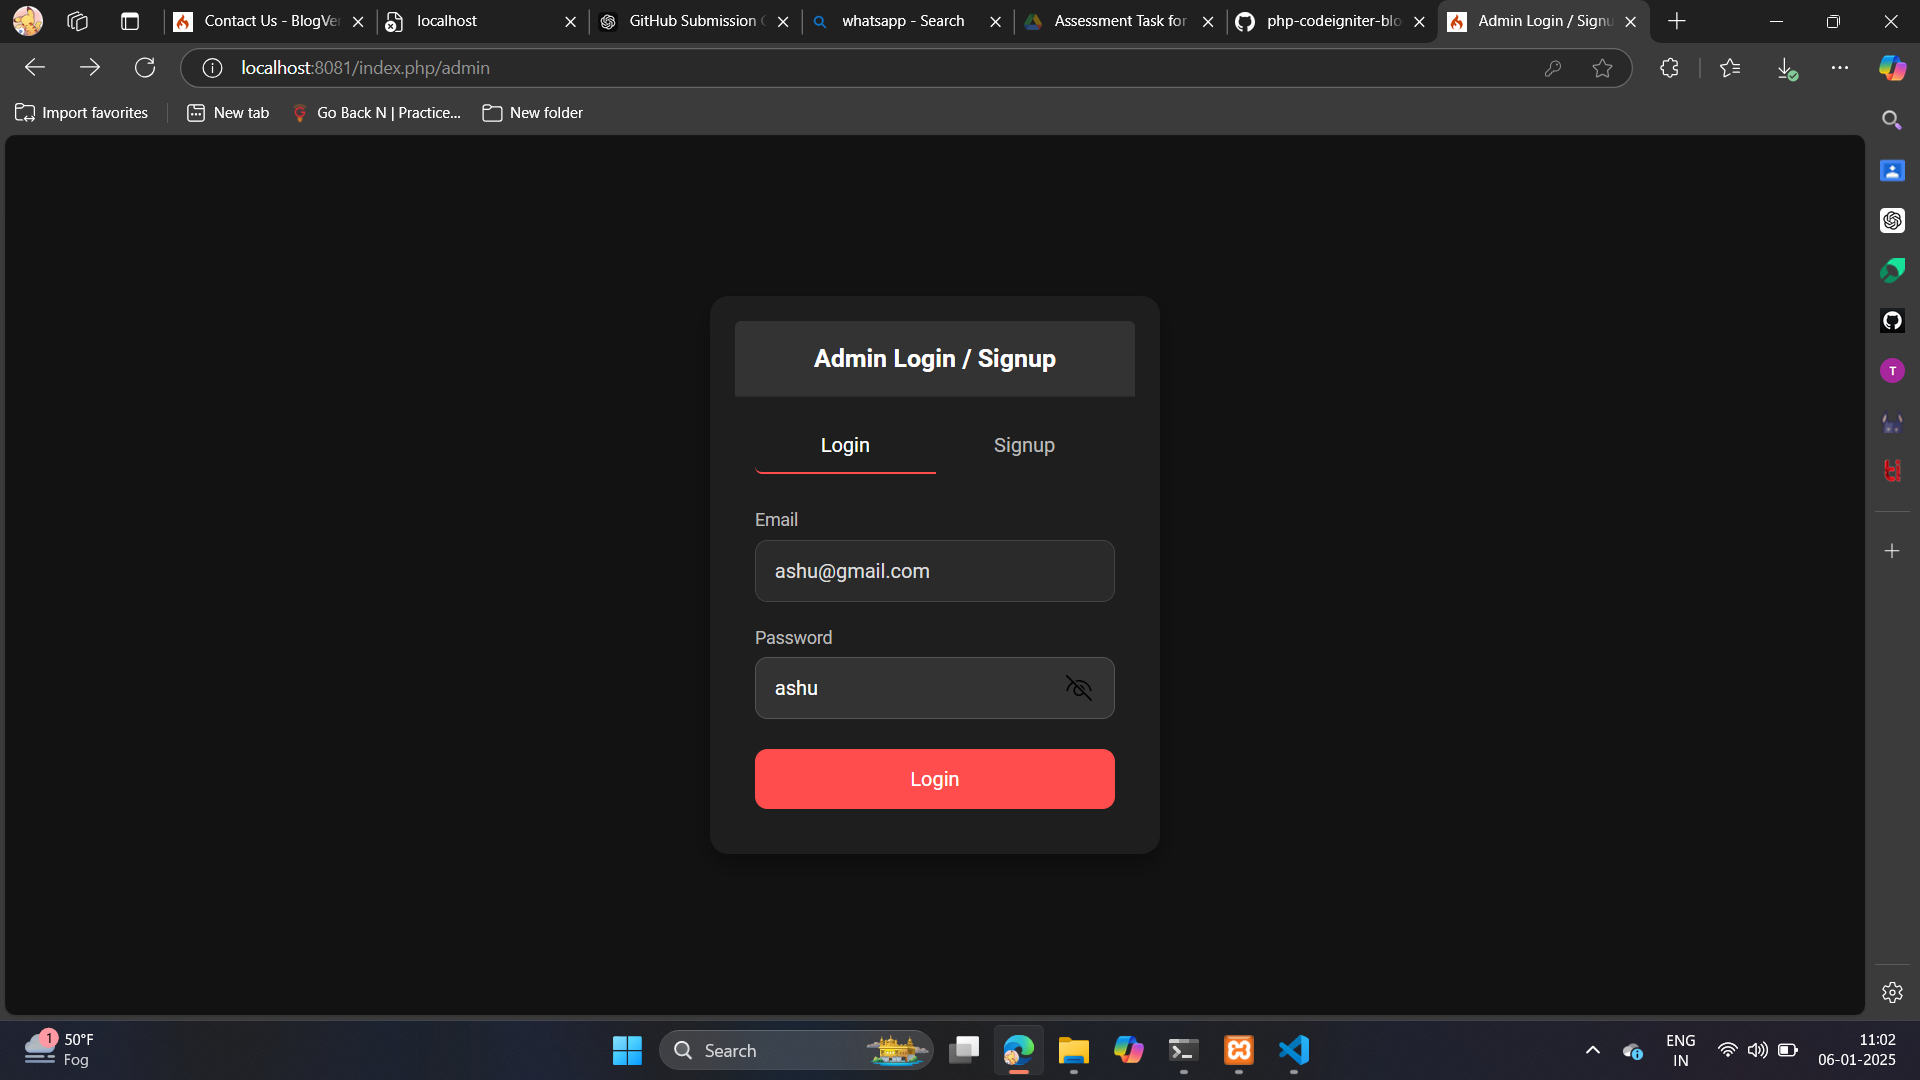 Contact Us - BlogVer
localhost
GitHub Submission
whatsapp - Search
Assessment Task for
php-codeigniter-blo
Admin Login / Signu
localhost:8081/index.php/admin
Import favorites
New tab
Go Back N | Practice...
New folder
Admin Login / Signup
Login
Signup
Email
ashu@gmail.com
Password
ashu
Login
T
1
50°F
Fog
Search
ENG
IN
11:02
06-01-2025